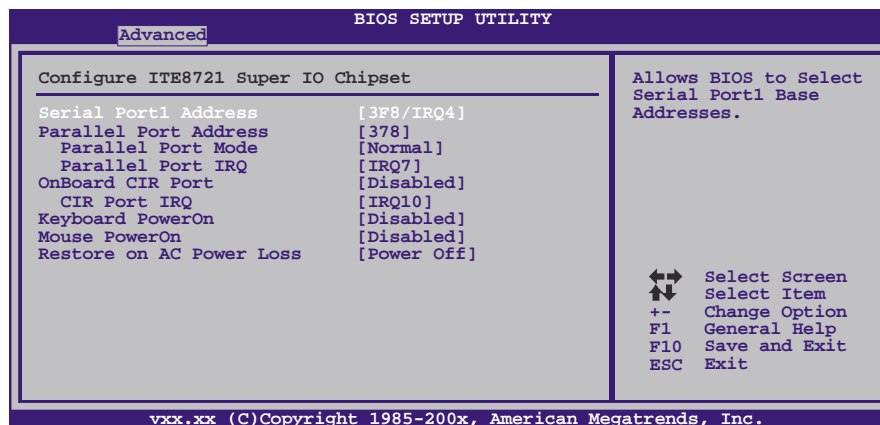 BIOS SETUP UTILITY
Advanced
Configure ITE8721 Super IO Chipset
Serial Port1 Address [3F8/IRQ4]
Parallel Port Address [378]
Parallel Port Mode [Normal]
Parallel Port IRQ [IRQ7]
OnBoard CIR Port [Disabled]
CIR Port IRQ [IRQ10]
Keyboard PowerOn [Disabled]
Mouse PowerOn [Disabled]
Restore on AC Power Loss [Power Off]
Allows BIOS to Select
Serial Port1 Base
Addresses.
Select Screen
Select Item
+- Change Option
F1 General Help
F10 Save and Exit
ESC Exit
vxx.xx (C)Copyright 1985-200x, American Megatrends, Inc.